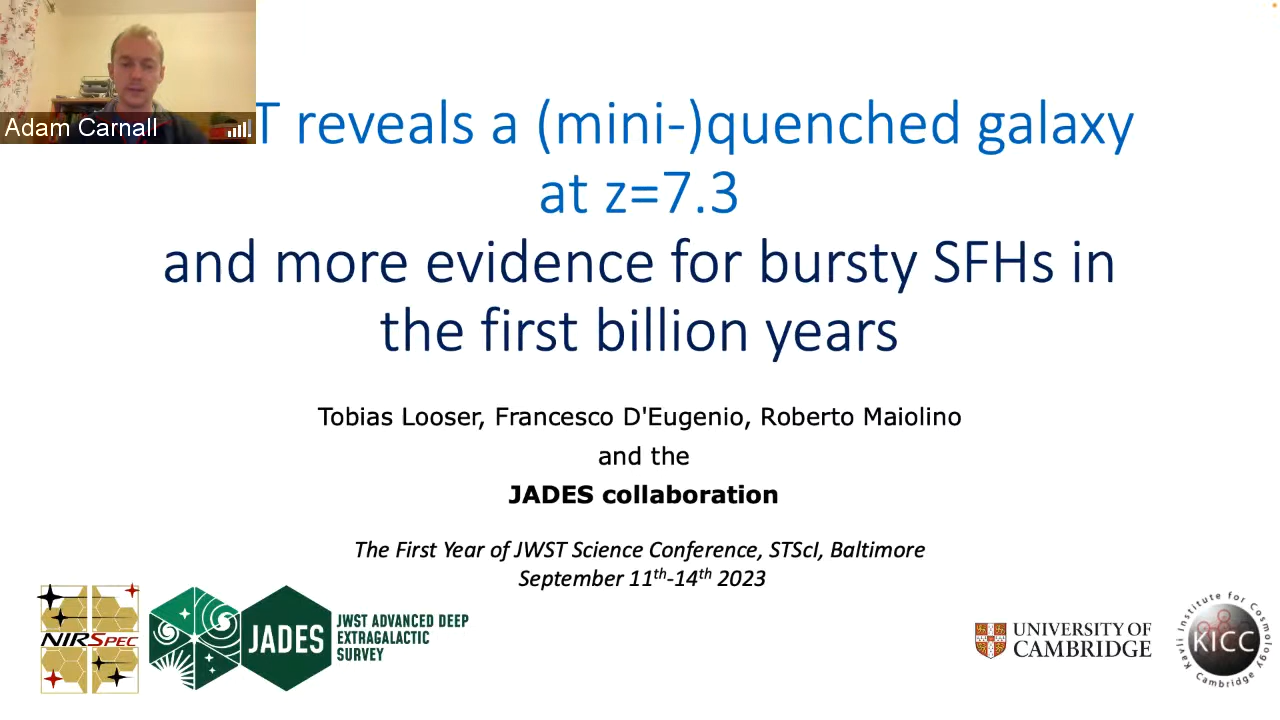 Adam Carnall
T reveals a (mini-)quenched galaxy
at z=7.3
and more evidence for bursty SFHs in
the first billion years
Tobias Looser, Francesco D'Eugenio, Roberto Maiolino
and the
JADES collaboration
The First Year of JWST Science Conference, STScI, Baltimore
September 11th-14th 2023
NIRSpec
JADES
JWST ADVANCED DEEP
EXTRAGALACTIC
SURVEY
UNIVERSITY OF
CAMBRIDGE
Kavli Institute for Cosmology
KICC
Cambridge